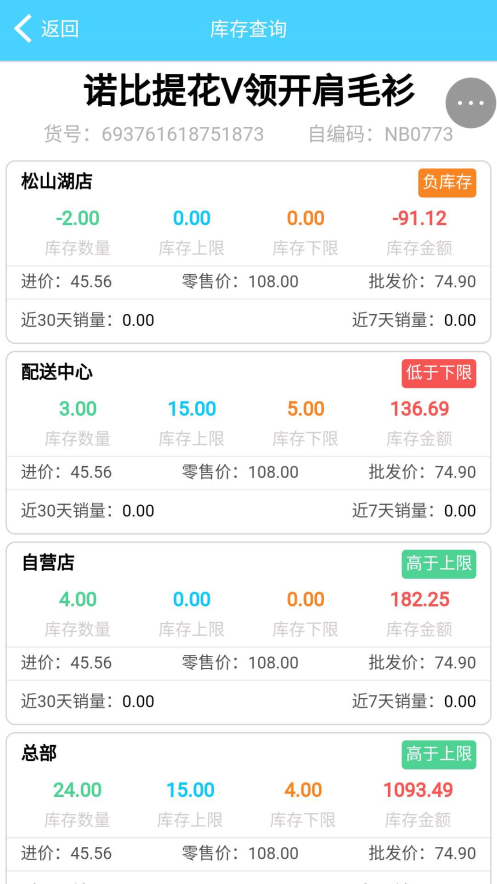 返回
库存查询
诺比提花V领开肩毛衫
货号：693761618751873 自编码：NB0773
松山湖店 负库存
-2.00 0.00 0.00 -91.12
库存数量 库存上限 库存下限 库存金额
进价：45.56 零售价：108.00 批发价：74.90
近30天销量：0.00 近7天销量：0.00
配送中心 低于下限
3.00 15.00 5.00 136.69
库存数量 库存上限 库存下限 库存金额
进价：45.56 零售价：108.00 批发价：74.90
近30天销量：0.00 近7天销量：0.00
自营店 高于上限
4.00 0.00 0.00 182.25
库存数量 库存上限 库存下限 库存金额
进价：45.56 零售价：108.00 批发价：74.90
近30天销量：0.00 近7天销量：0.00
总部 高于上限
24.00 15.00 4.00 1093.49
库存数量 库存上限 库存下限 库存金额
进价：45.56 零售价：108.00 批发价：74.90